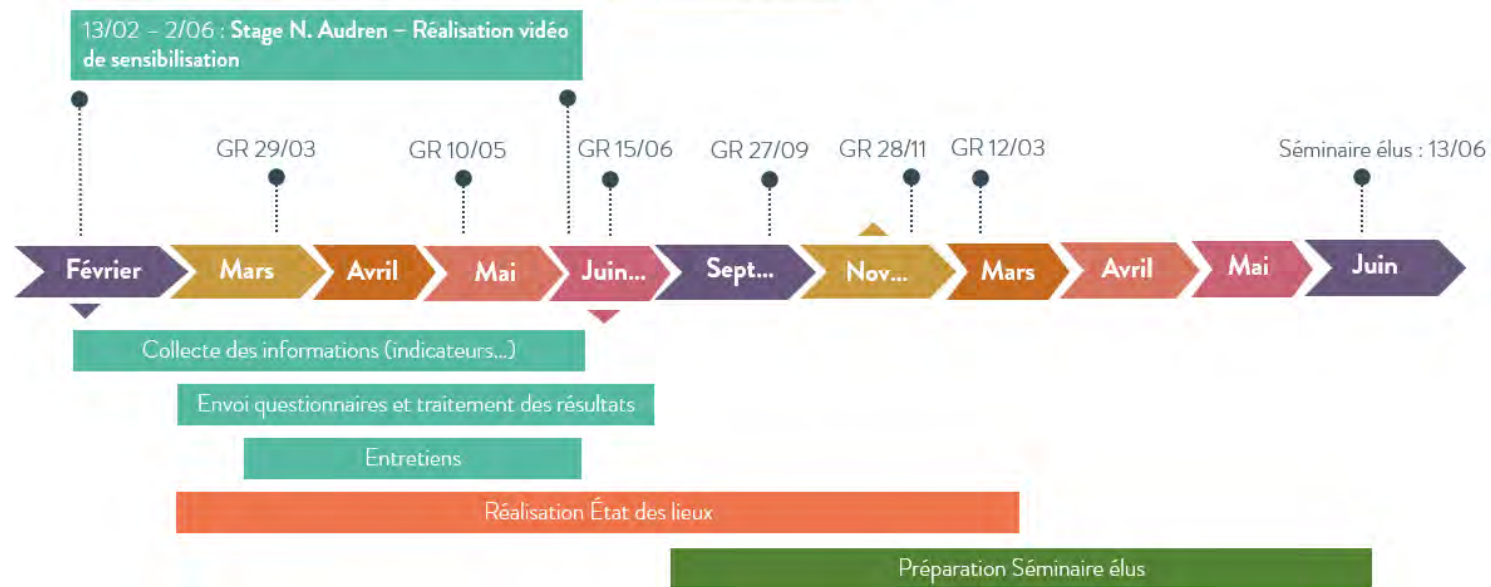 13/02 – 2/06 : Stage N. Audren – Réalisation vidéo
de sensibilisation
GR 29/03
GR 10/05
GR 15/06
GR 27/09
GR 28/11
GR 12/03
Séminaire élus : 13/06
Février
Mars
Avril
Mai
Juin...
Sept...
Nov...
Mars
Avril
Mai
Juin
Collecte des informations (indicateurs...)
Envoi questionnaires et traitement des résultats
Entretiens
Réalisation État des lieux
Préparation Séminaire élus